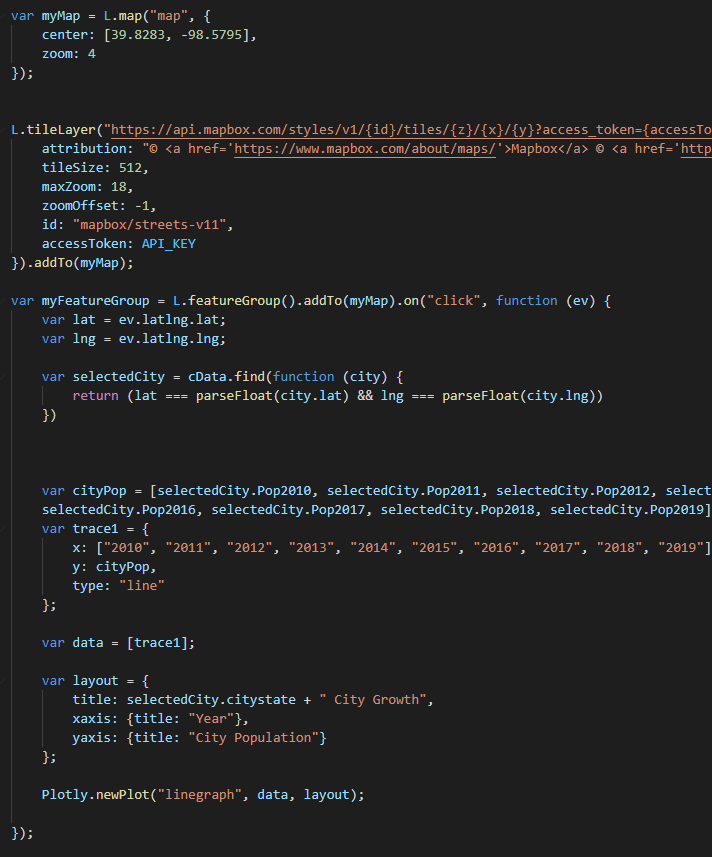 var myMap = L.map("map", {
    center: [39.8283, -98.5795],
    zoom: 4
});
L.tileLayer("https://api.mapbox.com/styles/v1/{id}/tiles/{z}/{x}/{y}?access_token={accessTo
    attribution: "© <a href='https://www.mapbox.com/about/maps/'>Mapbox</a> © <a href='http
    tileSize: 512,
    maxZoom: 18,
    zoomOffset: -1,
    id: "mapbox/streets-v11",
    accessToken: API_KEY
}).addTo(myMap);
var myFeatureGroup = L.featureGroup().addTo(myMap).on("click", function (ev) {
    var lat = ev.latlng.lat;
    var lng = ev.latlng.lng;
    var selectedCity = cData.find(function (city) {
        return (lat === parseFloat(city.lat) && lng === parseFloat(city.lng))
    })
    var cityPop = [selectedCity.Pop2010, selectedCity.Pop2011, selectedCity.Pop2012, select
    selectedCity.Pop2016, selectedCity.Pop2017, selectedCity.Pop2018, selectedCity.Pop2019]
    var trace1 = {
        x: ["2010", "2011", "2012", "2013", "2014", "2015", "2016", "2017", "2018", "2019"]
        y: cityPop,
        type: "line"
    };
    var data = [trace1];
    var layout = {
        title: selectedCity.citystate + " City Growth",
        xaxis: {title: "Year"},
        yaxis: {title: "City Population"}
    };
    Plotly.newPlot("linegraph", data, layout);
});